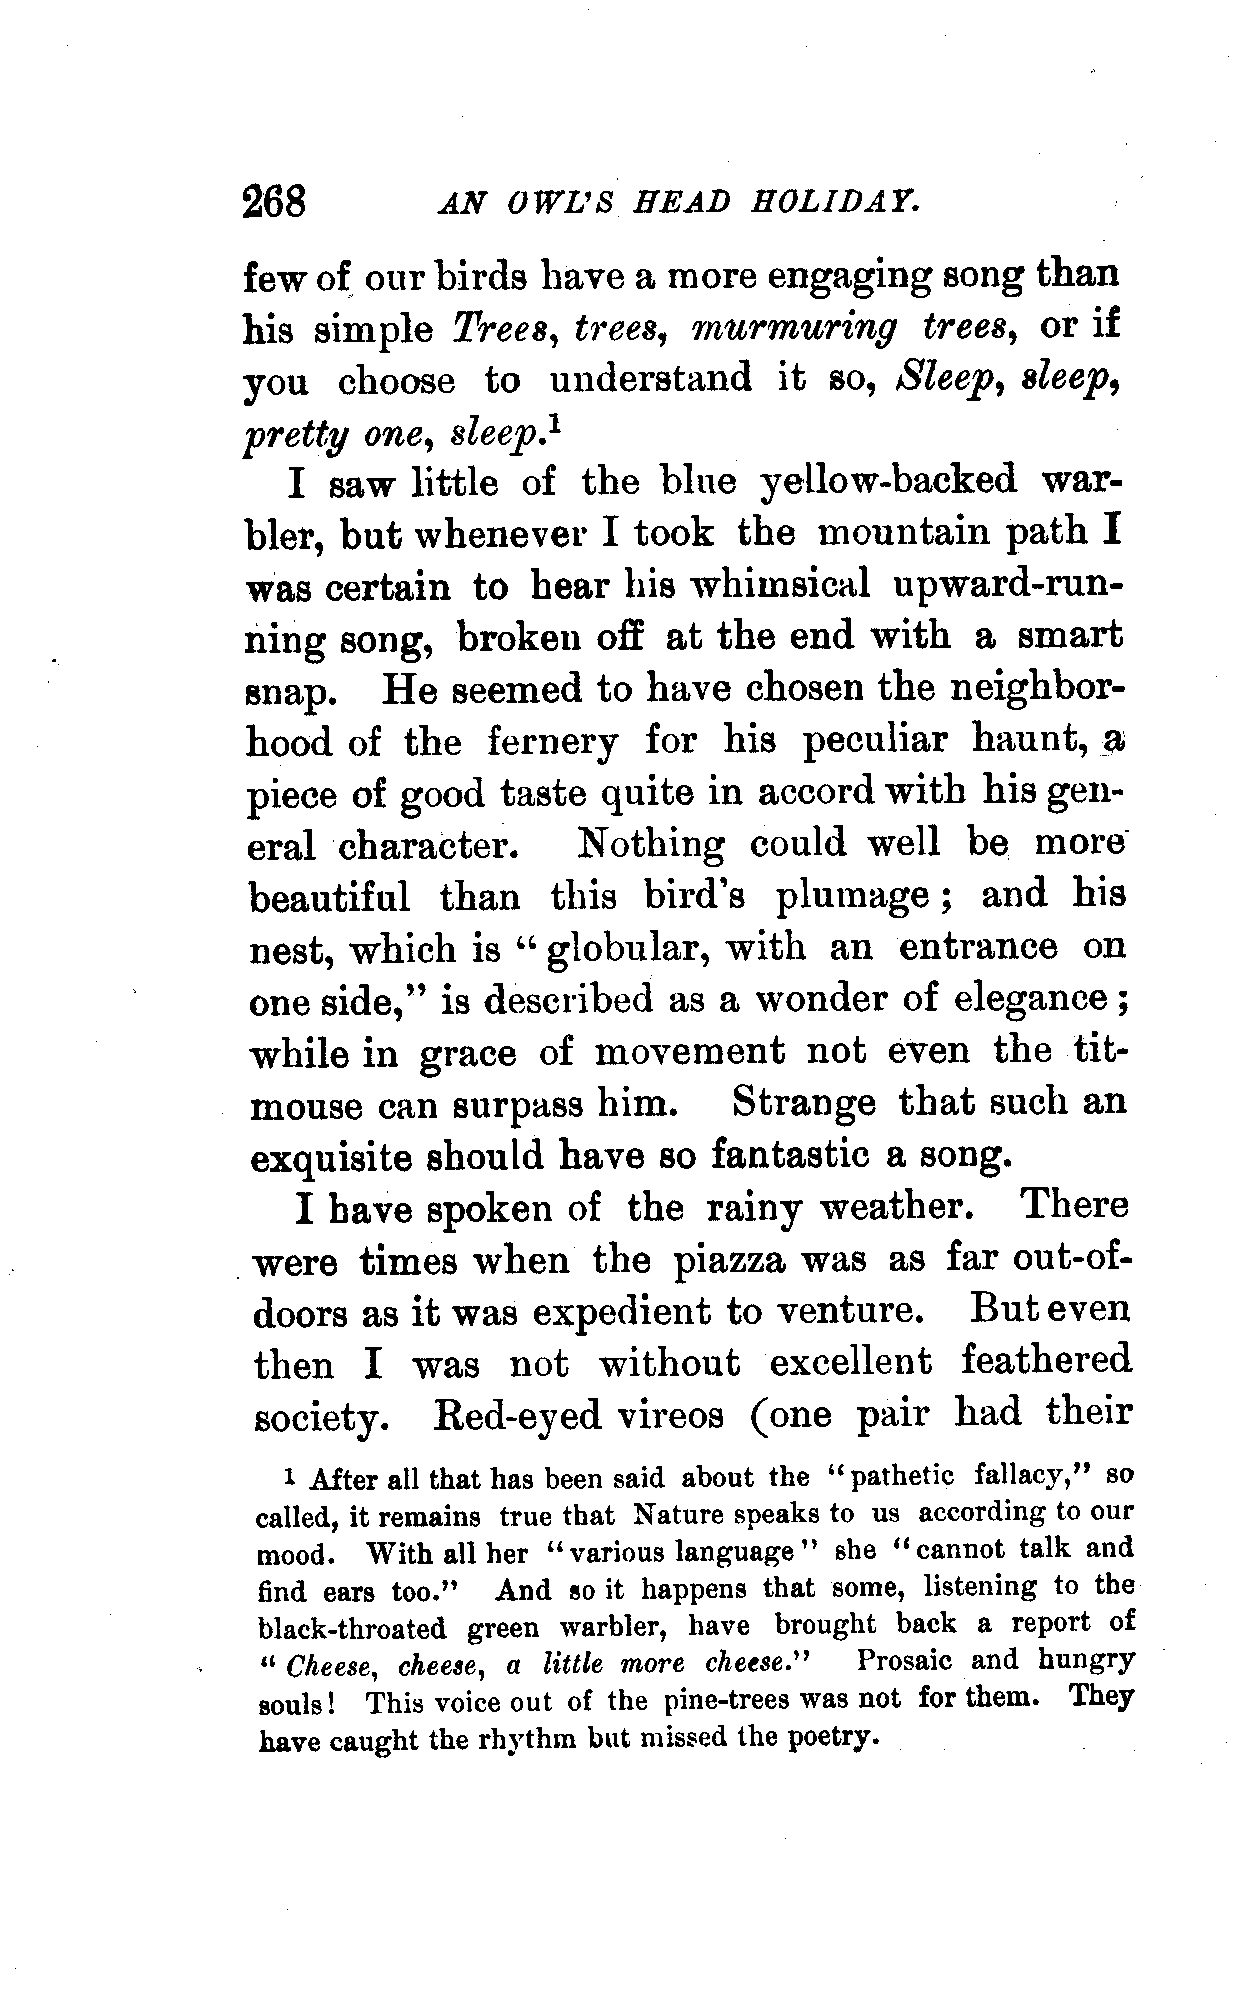 268 AN OWL'S HEAD HOLIDAY.
few of our birds have a more engaging song than
his simple Trees, trees, murmuring trees, or if
you choose to understand it so, Sleep, sleep,
pretty one, sleep.¹
I saw little of the blue yellow-backed war-
bler, but whenever I took the mountain path I
was certain to hear his whimsical upward-run-
ning song, broken off at the end with a smart
snap. He seemed to have chosen the neighbor-
hood of the fernery for his peculiar haunt, a
piece of good taste quite in accord with his gen-
eral character. Nothing could well be more
beautiful than this bird's plumage; and his
nest, which is "globular, with an entrance on
one side," is described as a wonder of elegance;
while in grace of movement not even the tit-
mouse can surpass him. Strange that such an
exquisite should have so fantastic a song.
I have spoken of the rainy weather. There
were times when the piazza was as far out-of-
doors as it was expedient to venture. But even
then I was not without excellent feathered
society. Red-eyed vireos (one pair had their
¹ After all that has been said about the "pathetic fallacy," so
called, it remains true that Nature speaks to us according to our
mood. With all her "various language" she "cannot talk and
find ears too." And so it happens that some, listening to the
black-throated green warbler, have brought back a report of
"Cheese, cheese, a little more cheese." Prosaic and hungry
souls! This voice out of the pine-trees was not for them. They
have caught the rhythm but missed the poetry.